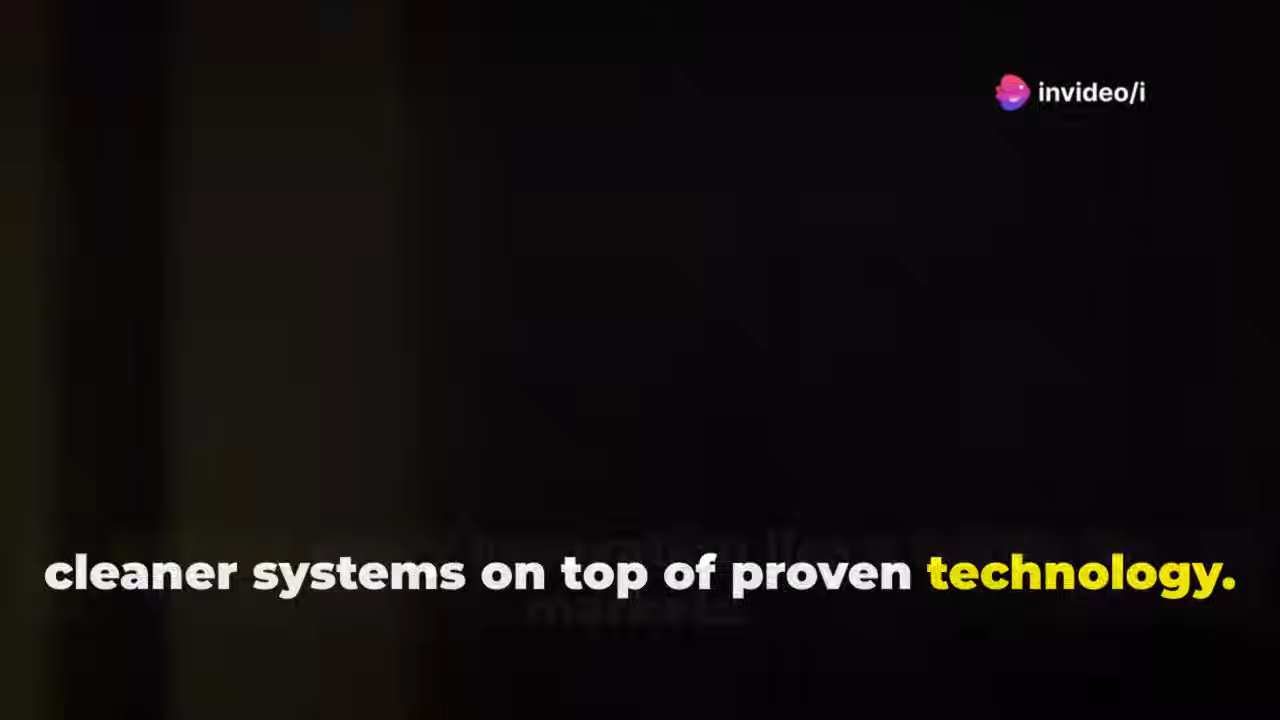 invideo/i
cleaner systems on top of proven technology.